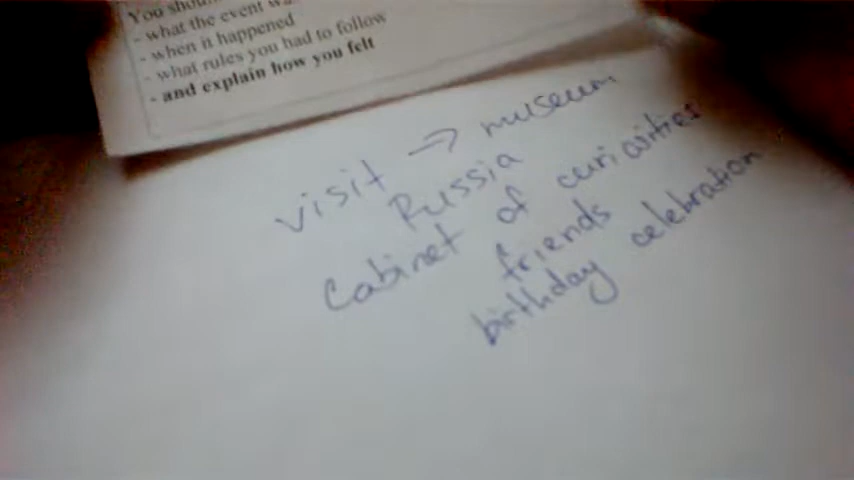 You
- what the event
- when it happened
- what rules you had to follow
- and explain how you felt
visit → museum
Russia
Cabinet of curiosities
friends
birthday celebration